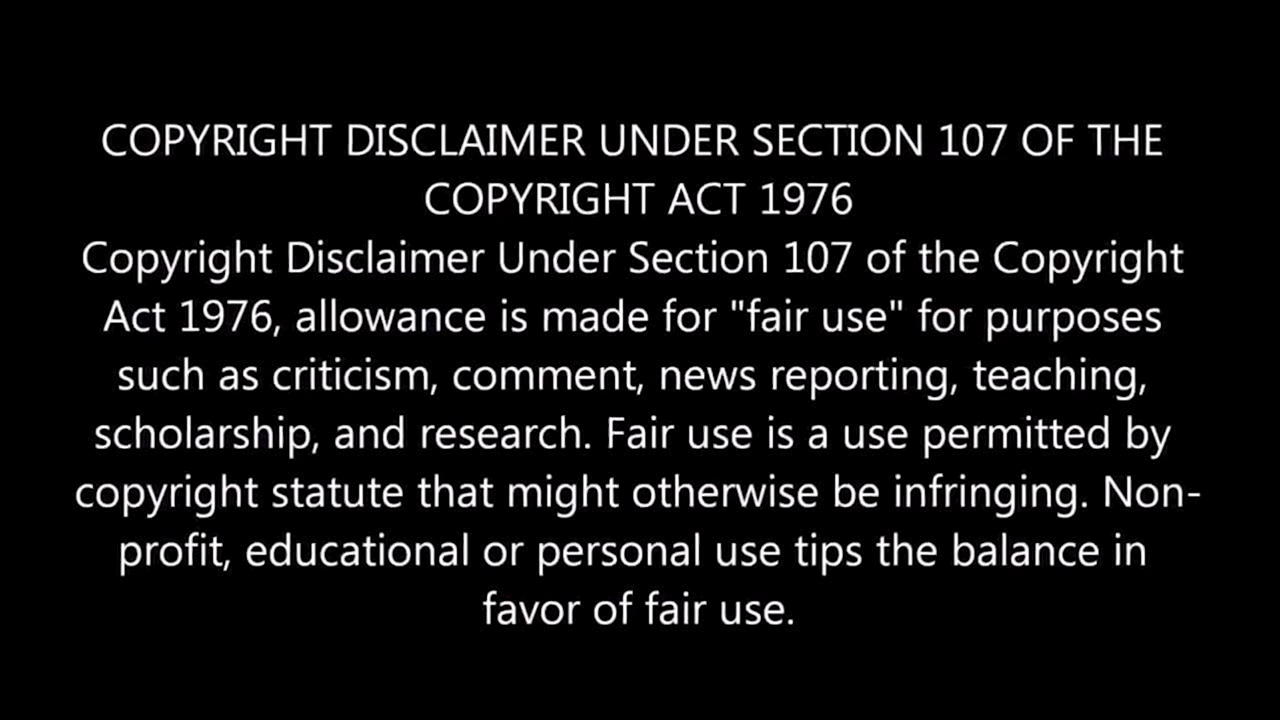 COPYRIGHT DISCLAIMER UNDER SECTION 107 OF THE
COPYRIGHT ACT 1976
Copyright Disclaimer Under Section 107 of the Copyright
Act 1976, allowance is made for "fair use" for purposes
such as criticism, comment, news reporting, teaching,
scholarship, and research. Fair use is a use permitted by
copyright statute that might otherwise be infringing. Non-
profit, educational or personal use tips the balance in
favor of fair use.